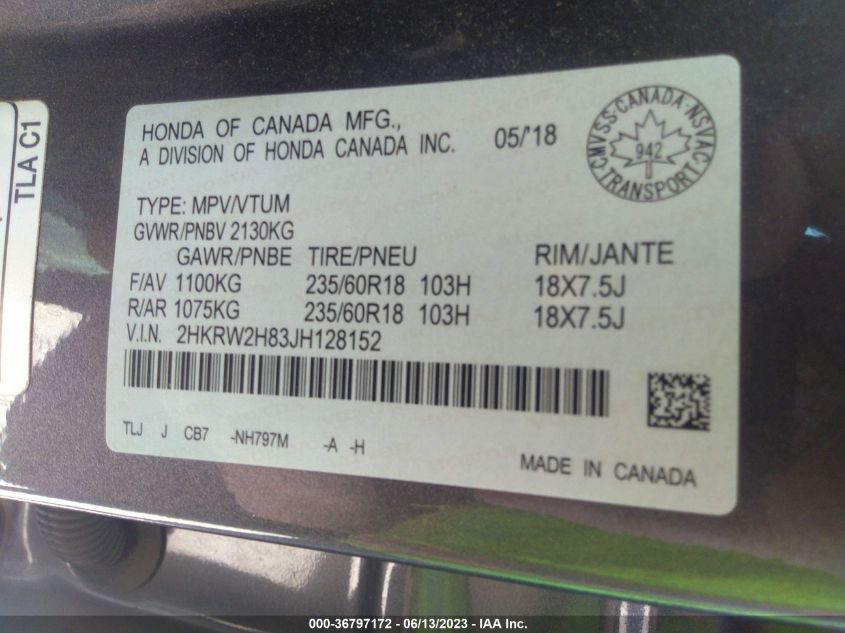 TLA C1
HONDA OF CANADA MFG.,
A DIVISION OF HONDA CANADA INC. 05/'18
CMVSS·CANADA·NSVAC
942
TRANSPORT
TYPE: MPV/VTUM
GVWR/PNBV 2130KG
GAWR/PNBE TIRE/PNEU RIM/JANTE
F/AV 1100KG 235/60R18 103H 18X7.5J
R/AR 1075KG 235/60R18 103H 18X7.5J
V.I.N. 2HKRW2H83JH128152
TLJ J CB7 -NH797M -A -H
MADE IN CANADA
000-36797172 - 06/13/2023 - IAA Inc.